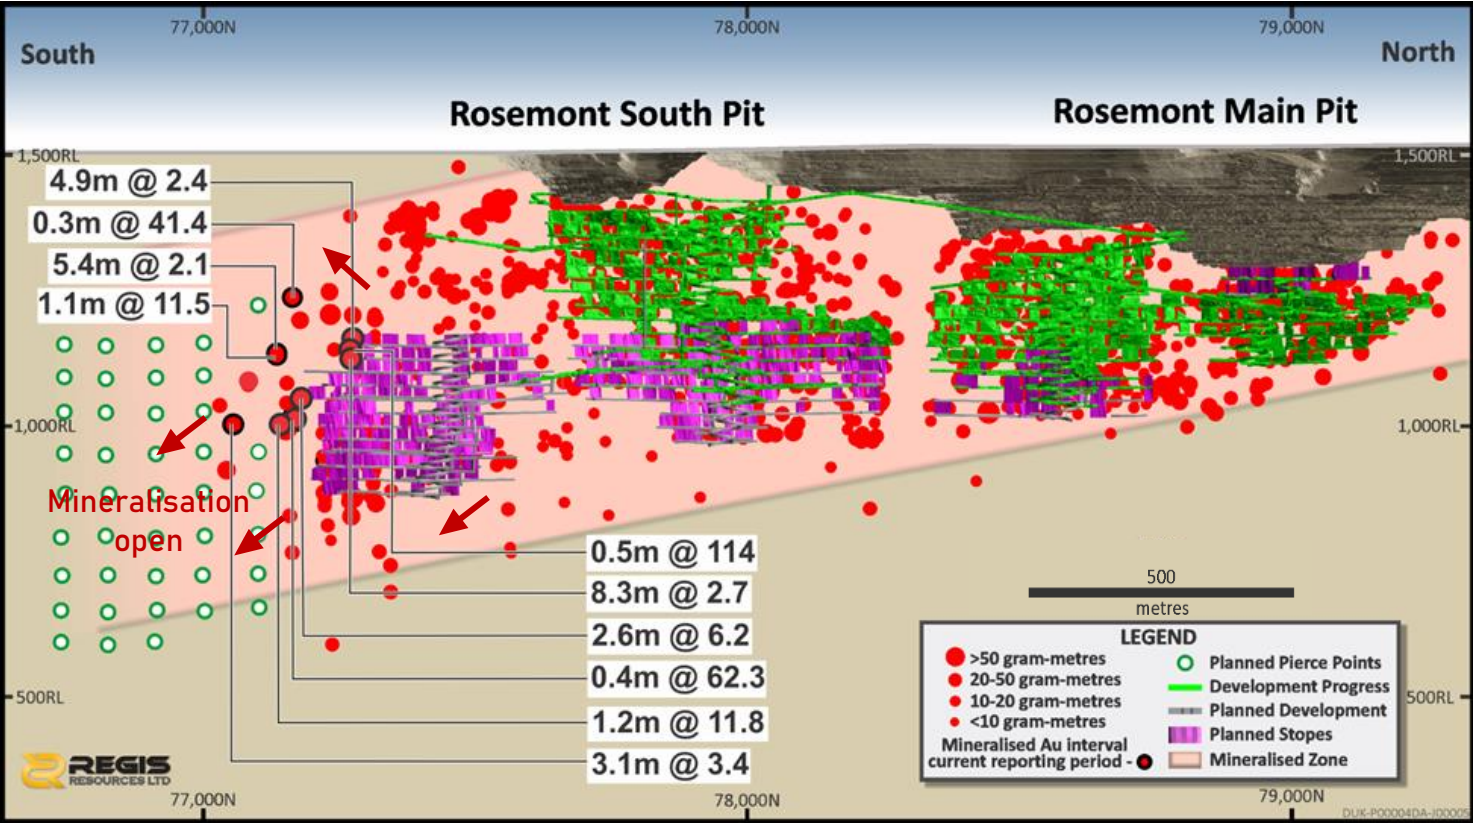 77,000N
78,000N
79,000N
South
North
Rosemont South Pit
Rosemont Main Pit
1,500RL
1,500RL
4.9m @ 2.4
0.3m @ 41.4
5.4m @ 2.1
1.1m @ 11.5
1,000RL
1,000RL
Mineralisation
open
0.5m @ 114
8.3m @ 2.7
2.6m @ 6.2
0.4m @ 62.3
1.2m @ 11.8
3.1m @ 3.4
500
metres
500RL
500RL
LEGEND
>50 gram-metres
20-50 gram-metres
10-20 gram-metres
<10 gram-metres
Mineralised Au interval
current reporting period -
Planned Pierce Points
Development Progress
Planned Development
Planned Stopes
Mineralised Zone
REGIS
RESOURCES LTD
77,000N
78,000N
79,000N